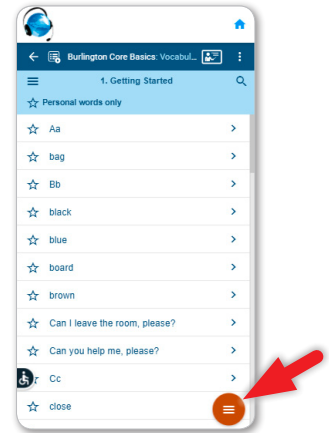 Burlington Core Basics: Vocabul...
1. Getting Started
Personal words only
Aa
bag
Bb
black
blue
board
brown
Can I leave the room, please?
Can you help me, please?
Cc
close